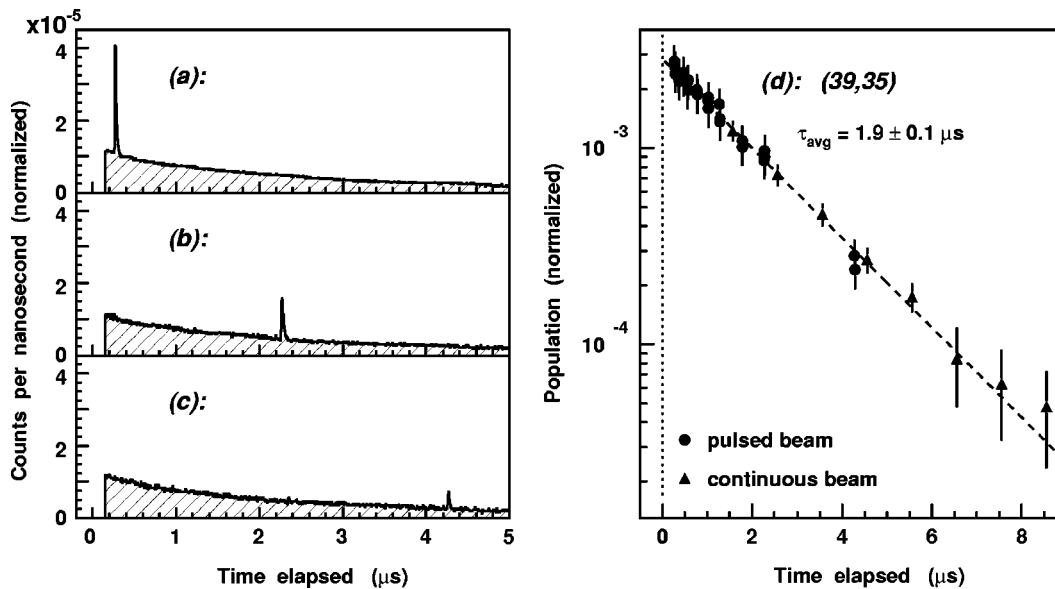 x10^-5
4
(a):
2
0
4
(b):
2
0
4
(c):
2
0
0 1 2 3 4 5
Time elapsed (μs)
Counts per nanosecond (normalized)
(d): (39,35)
τavg = 1.9 ± 0.1 μs
10^-3
10^-4
pulsed beam
continuous beam
0 2 4 6 8
Time elapsed (μs)
Population (normalized)